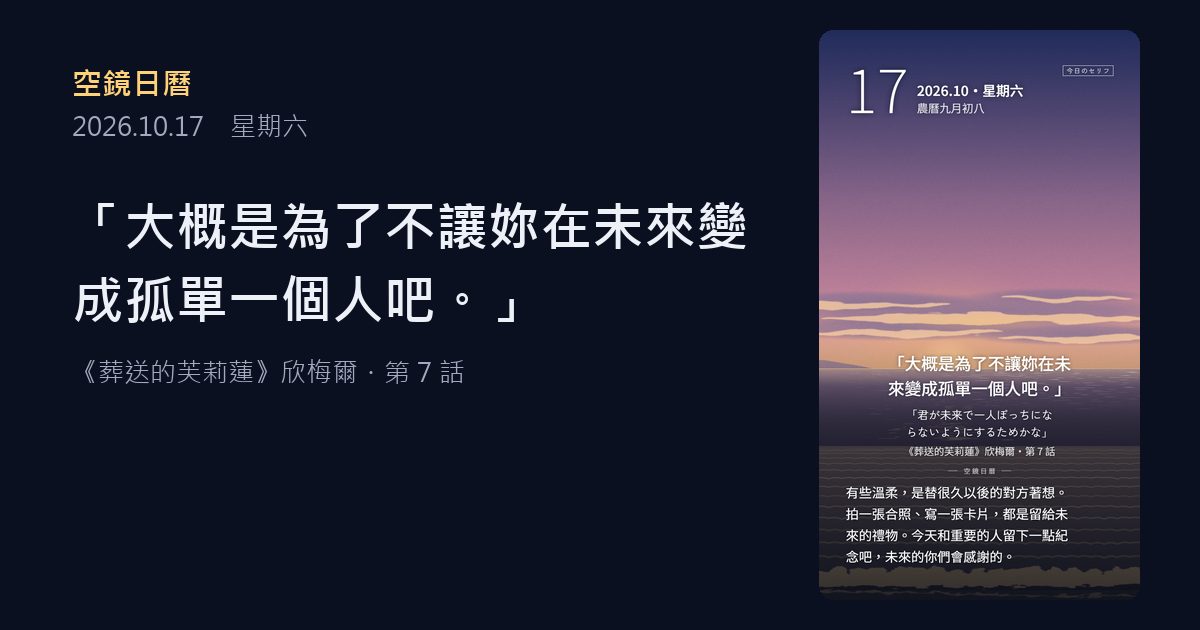 空鏡日曆
2026.10.17 星期六
「大概是為了不讓妳在未來變
成孤單一個人吧。」
《葬送的芙莉蓮》欣梅爾・第 7 話
17
2026.10・星期六
農曆九月初八
今日のセリフ
「大概是為了不讓妳在未
來變成孤單一個人吧。」
「君が未来で一人ぼっちにな
らないようにするためかな」
《葬送的芙莉蓮》欣梅爾・第 7 話
— 空鏡日曆 —
有些溫柔，是替很久以後的對方著想。
拍一張合照、寫一張卡片，都是留給未
來的禮物。今天和重要的人留下一點紀
念吧，未來的你們會感謝的。